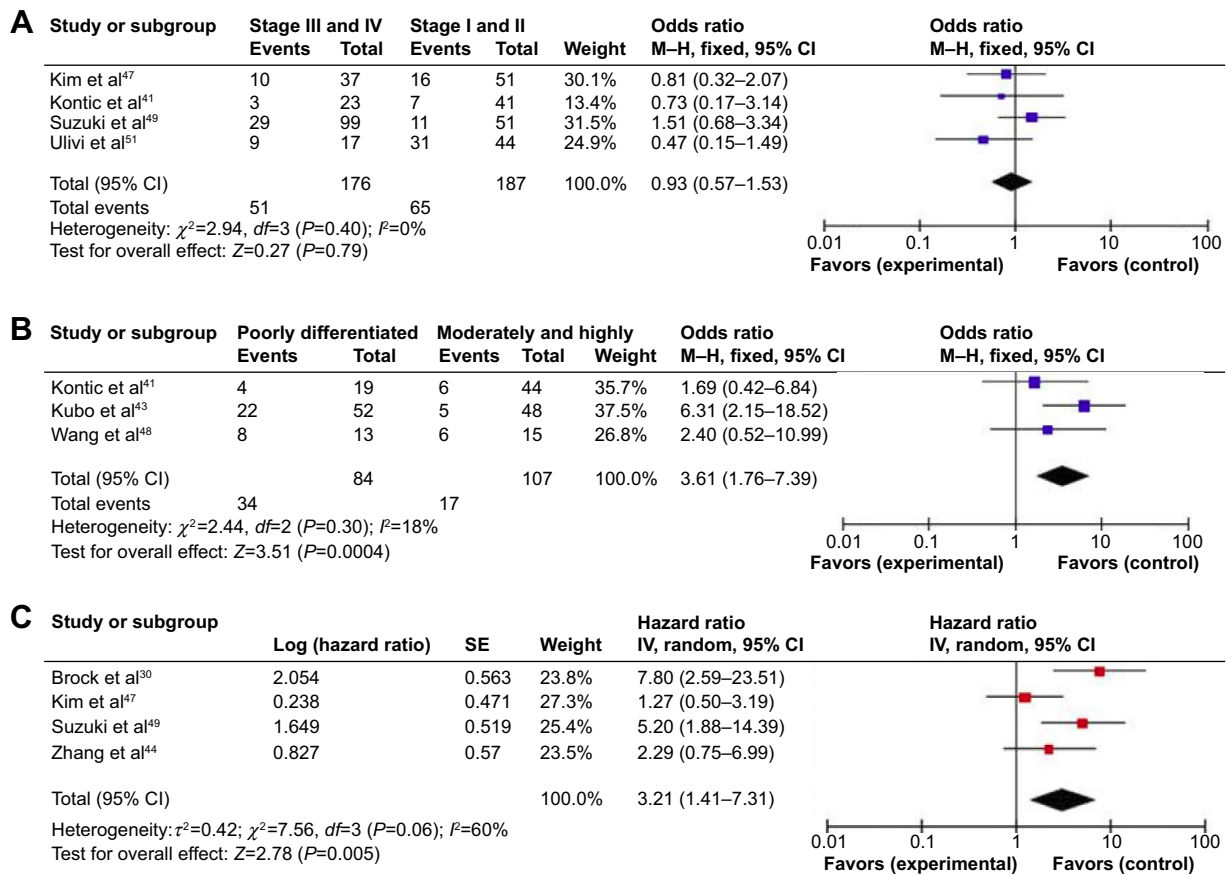 A
Study or subgroup Stage III and IV Stage I and II Odds ratio Odds ratio
Events Total Events Total Weight M–H, fixed, 95% CI M–H, fixed, 95% CI
Kim et al47 10 37 16 51 30.1% 0.81 (0.32–2.07)
Kontic et al41 3 23 7 41 13.4% 0.73 (0.17–3.14)
Suzuki et al49 29 99 11 51 31.5% 1.51 (0.68–3.34)
Ulivi et al51 9 17 31 44 24.9% 0.47 (0.15–1.49)
Total (95% CI) 176 187 100.0% 0.93 (0.57–1.53)
Total events 51 65
Heterogeneity: χ2=2.94, df=3 (P=0.40); I2=0%
Test for overall effect: Z=0.27 (P=0.79)
0.01 0.1 1 10 100
Favors (experimental) Favors (control)
B
Study or subgroup Poorly differentiated Moderately and highly Odds ratio Odds ratio
Events Total Events Total Weight M–H, fixed, 95% CI M–H, fixed, 95% CI
Kontic et al41 4 19 6 44 35.7% 1.69 (0.42–6.84)
Kubo et al43 22 52 5 48 37.5% 6.31 (2.15–18.52)
Wang et al48 8 13 6 15 26.8% 2.40 (0.52–10.99)
Total (95% CI) 84 107 100.0% 3.61 (1.76–7.39)
Total events 34 17
Heterogeneity: χ2=2.44, df=2 (P=0.30); I2=18%
Test for overall effect: Z=3.51 (P=0.0004)
0.01 0.1 1 10 100
Favors (experimental) Favors (control)
C
Study or subgroup Hazard ratio Hazard ratio
Log (hazard ratio) SE Weight IV, random, 95% CI IV, random, 95% CI
Brock et al30 2.054 0.563 23.8% 7.80 (2.59–23.51)
Kim et al47 0.238 0.471 27.3% 1.27 (0.50–3.19)
Suzuki et al49 1.649 0.519 25.4% 5.20 (1.88–14.39)
Zhang et al44 0.827 0.57 23.5% 2.29 (0.75–6.99)
Total (95% CI) 100.0% 3.21 (1.41–7.31)
Heterogeneity:τ2=0.42; χ2=7.56, df=3 (P=0.06); I2=60%
Test for overall effect: Z=2.78 (P=0.005)
0.01 0.1 1 10 100
Favors (experimental) Favors (control)